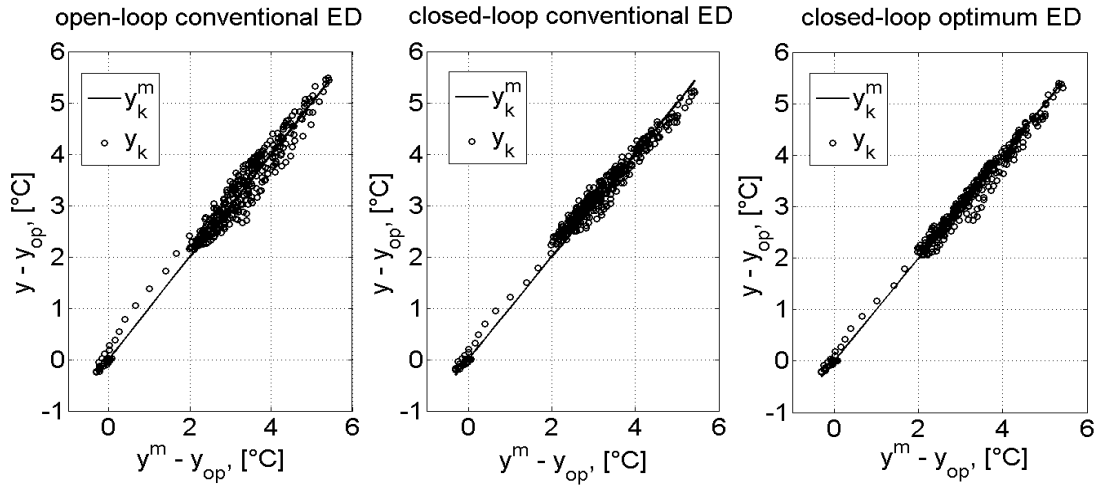 open-loop conventional ED
6
5
4
3
2
1
0
-1
y - y_op, [°C]
y_k^m
y_k
0 2 4 6
y^m - y_op, [°C]
closed-loop conventional ED
6
5
4
3
2
1
0
-1
y - y_op, [°C]
y_k^m
y_k
0 2 4 6
y^m - y_op, [°C]
closed-loop optimum ED
6
5
4
3
2
1
0
-1
y - y_op, [°C]
y_k^m
y_k
0 2 4 6
y^m - y_op, [°C]